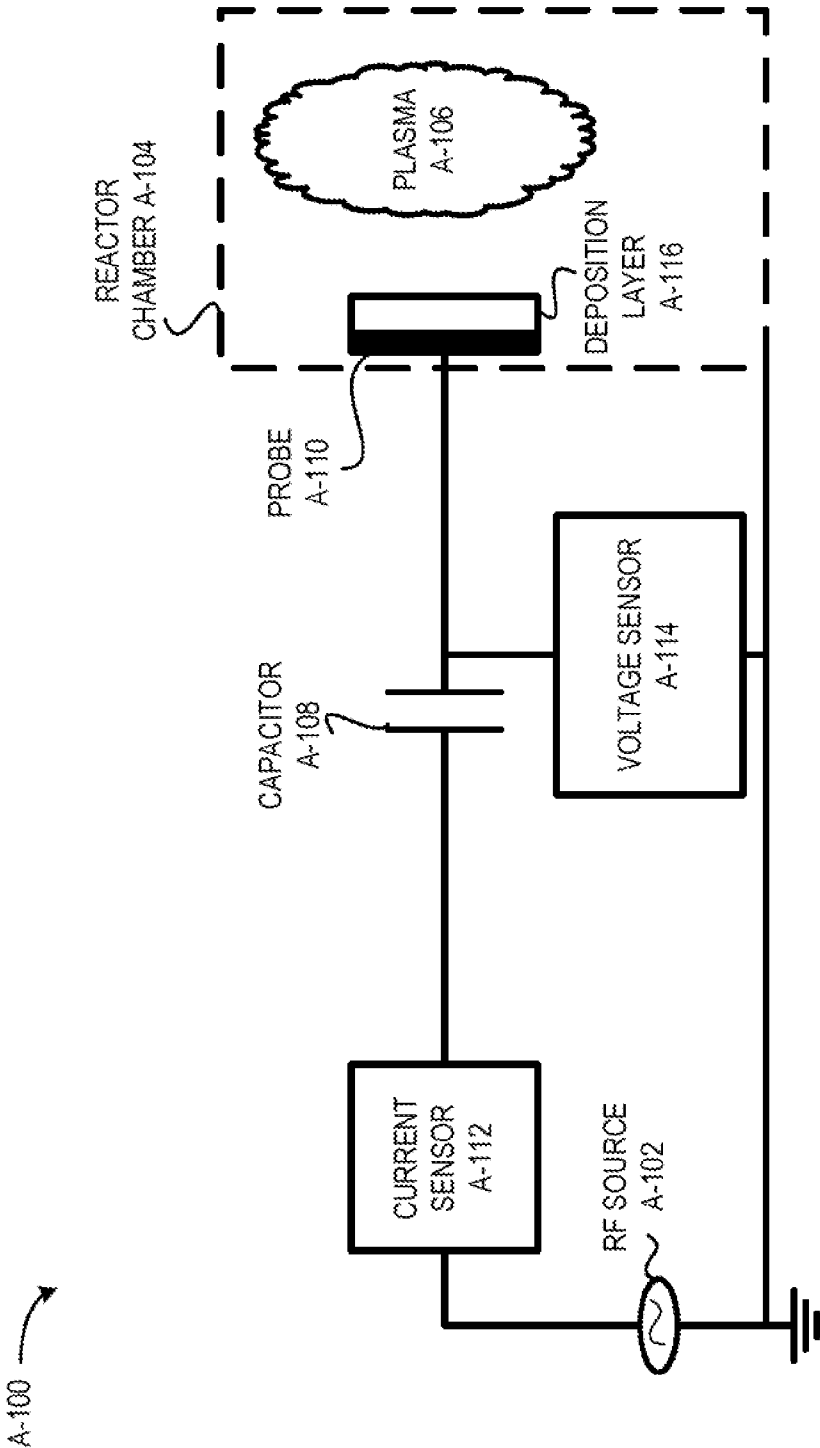 A-100
REACTOR
CHAMBER A-104
PLASMA
A-106
PROBE
A-110
DEPOSITION
LAYER
A-116
CAPACITOR
A-108
VOLTAGE SENSOR
A-114
CURRENT
SENSOR
A-112
RF SOURCE
A-102